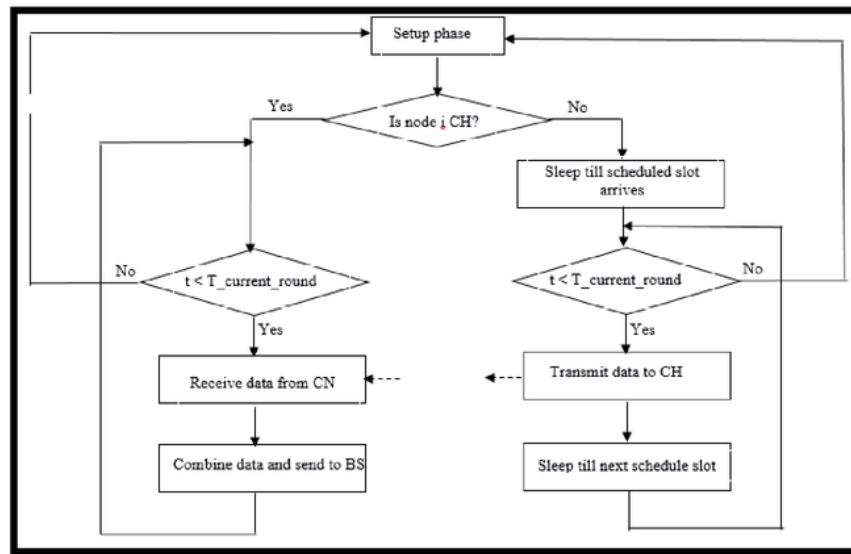 Setup phase
Yes
No
Is node i CH?
Sleep till scheduled slot
arrives
No
t < T_current_round
t < T_current_round
No
Yes
Yes
Receive data from CN
Transmit data to CH
Combine data and send to BS
Sleep till next schedule slot